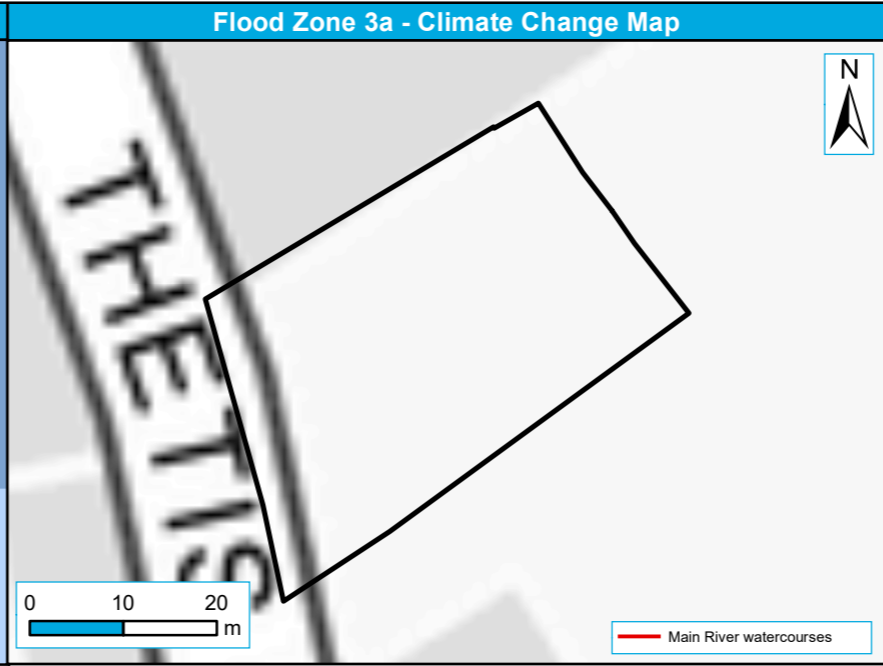 Flood Zone 3a - Climate Change Map
N
THETIS
0 10 20
m
Main River watercourses